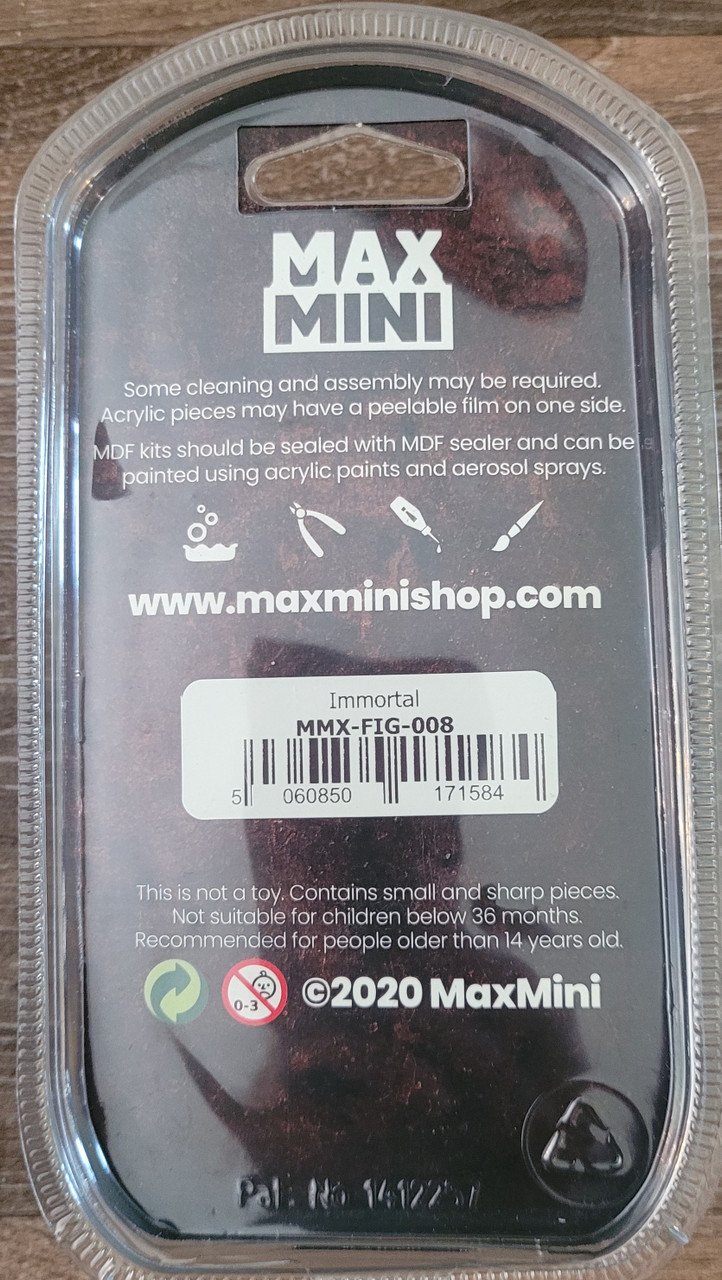 MAX
MINI
Some cleaning and assembly may be required.
Acrylic pieces may have a peelable film on one side.
MDF kits should be sealed with MDF sealer and can be
painted using acrylic paints and aerosol sprays.
www.maxminishop.com
Immortal
MMX-FIG-008
5 060850 171584
This is not a toy. Contains small and sharp pieces.
Not suitable for children below 36 months.
Recommended for people older than 14 years old.
0-3 ©2020 MaxMini
No